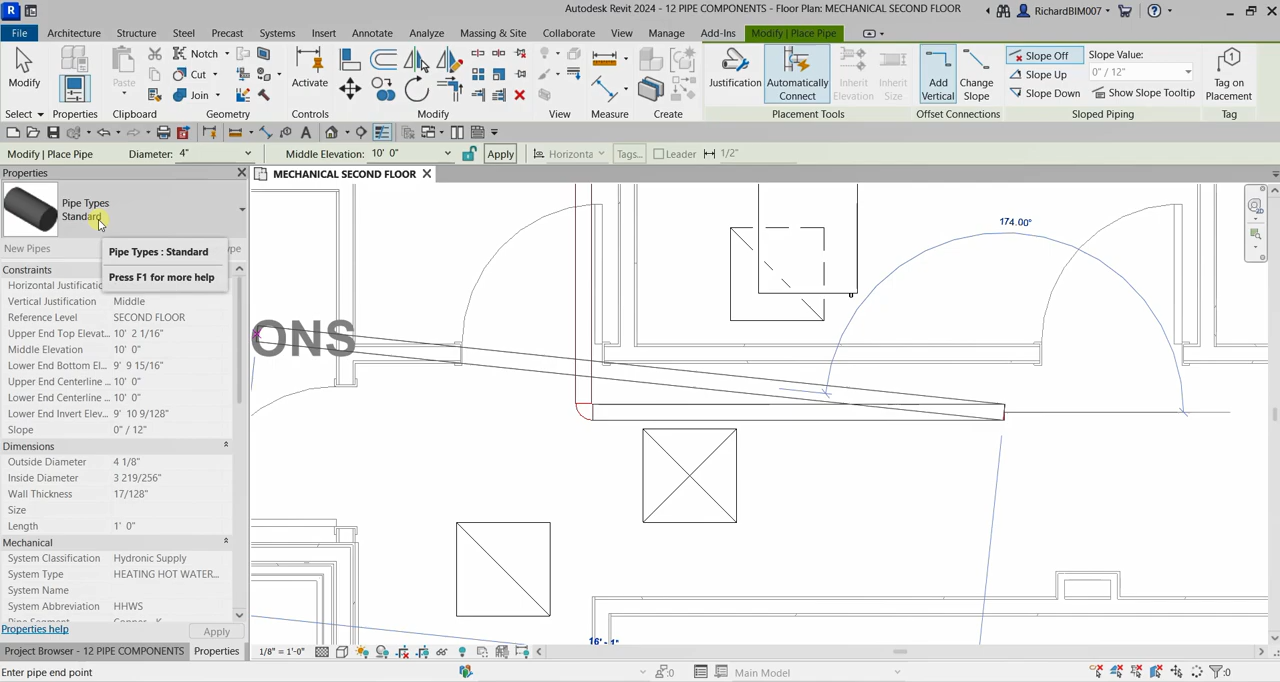 Autodesk Revit 2024 - 12 PIPE COMPONENTS - Floor Plan: MECHANICAL SECOND FLOOR
RichardBIM007
File Architecture Structure Steel Precast Systems Insert Annotate Analyze Massing & Site Collaborate View Manage Add-Ins Modify | Place Pipe
Modify
Paste
Notch
Cut
Join
Activate
Justification
Automatically Connect
Inherit Elevation
Inherit Size
Add Vertical
Change Slope
Slope Off
Slope Up
Slope Down
Slope Value:
0" / 12"
Show Slope Tooltip
Tag on Placement
Select Properties Clipboard Geometry Controls Modify View Measure Create Placement Tools Offset Connections Sloped Piping Tag
Modify | Place Pipe Diameter: 4" Middle Elevation: 10' 0" Apply Horizonta Tags... Leader 1/2"
Properties
MECHANICAL SECOND FLOOR
Pipe Types
Standard
New Pipes
ype
Pipe Types : Standard
Press F1 for more help
Constraints
Horizontal Justificati
Vertical Justification Middle
Reference Level SECOND FLOOR
Upper End Top Elevat... 10' 2 1/16"
Middle Elevation 10' 0"
Lower End Bottom El... 9' 9 15/16"
Upper End Centerline ... 10' 0"
Lower End Centerline ... 10' 0"
Lower End Invert Elev... 9' 10 9/128"
Slope 0" / 12"
Dimensions
Outside Diameter 4 1/8"
Inside Diameter 3 219/256"
Wall Thickness 17/128"
Size
Length 1' 0"
Mechanical
System Classification Hydronic Supply
System Type HEATING HOT WATER...
System Name
System Abbreviation HHWS
Pipe Segment Copper - K
Properties help Apply
Project Browser - 12 PIPE COMPONENTS Properties
174.00°
ONS
16' - 1"
1/8" = 1'-0"
Enter pipe end point
:0
Main Model
:0